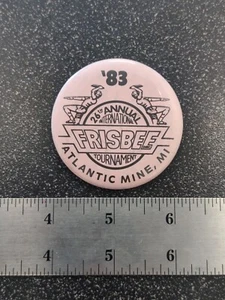 '83
26TH ANNUAL
INTERNATIONAL
FRISBEE
TOURNAMENT
ATLANTIC MINE, MI
4 5 6
4 5 6